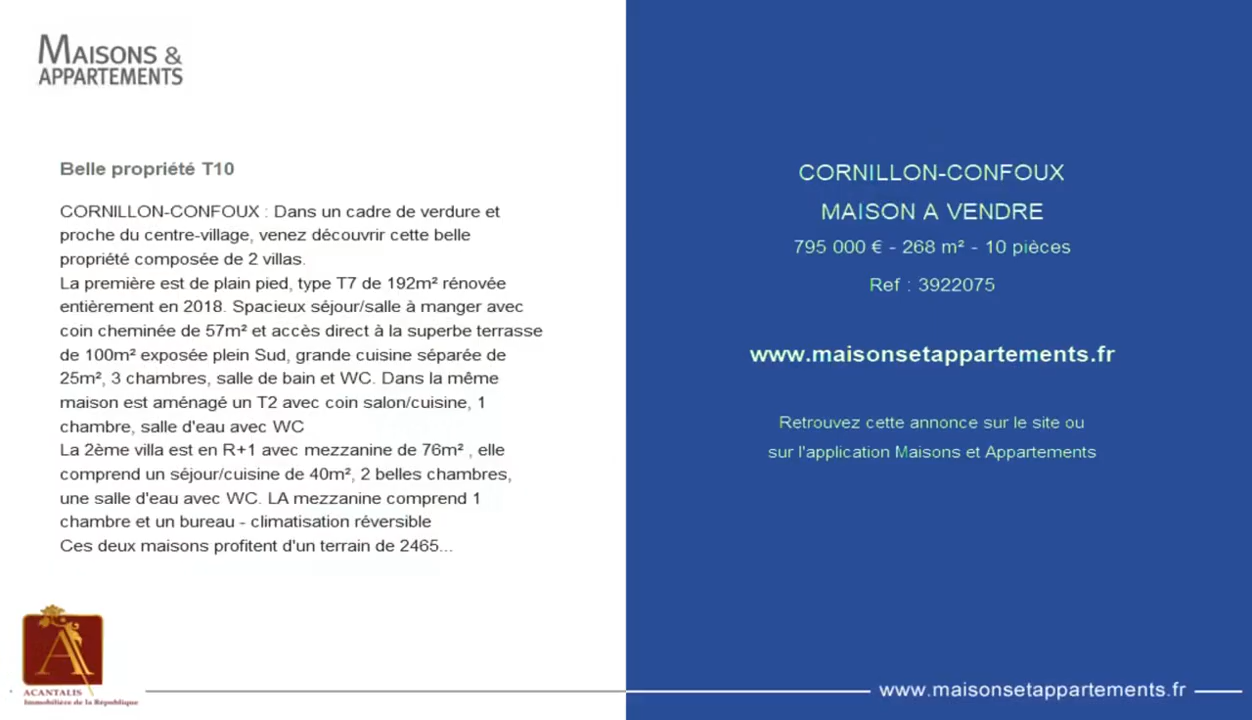 MAISONS &
APPARTEMENTS
Belle propriété T10
CORNILLON-CONFOUX : Dans un cadre de verdure et
proche du centre-village, venez découvrir cette belle
propriété composée de 2 villas.
La première est de plain pied, type T7 de 192m² rénovée
entièrement en 2018. Spacieux séjour/salle à manger avec
coin cheminée de 57m² et accès direct à la superbe terrasse
de 100m² exposée plein Sud, grande cuisine séparée de
25m², 3 chambres, salle de bain et WC. Dans la même
maison est aménagé un T2 avec coin salon/cuisine, 1
chambre, salle d'eau avec WC
La 2ème villa est en R+1 avec mezzanine de 76m² , elle
comprend un séjour/cuisine de 40m², 2 belles chambres,
une salle d'eau avec WC. LA mezzanine comprend 1
chambre et un bureau - climatisation réversible
Ces deux maisons profitent d'un terrain de 2465...
A
ACANTALIS
Immobilière de la République
CORNILLON-CONFOUX
MAISON A VENDRE
795 000 € - 268 m² - 10 pièces
Ref : 3922075
www.maisonsetappartements.fr
Retrouvez cette annonce sur le site ou
sur l'application Maisons et Appartements
www.maisonsetappartements.fr